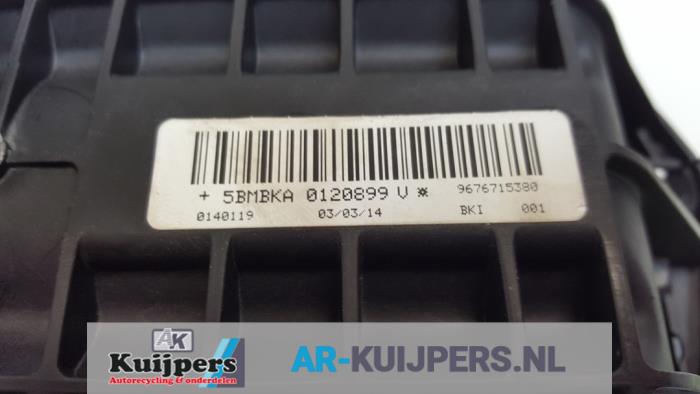 + 5BMBKA 0120899 V ¤ 9676715380
0140119 03/03/14 BKI 001
AK
Kuijpers
Autorecycling & onderdelen
AR-KUIJPERS.NL